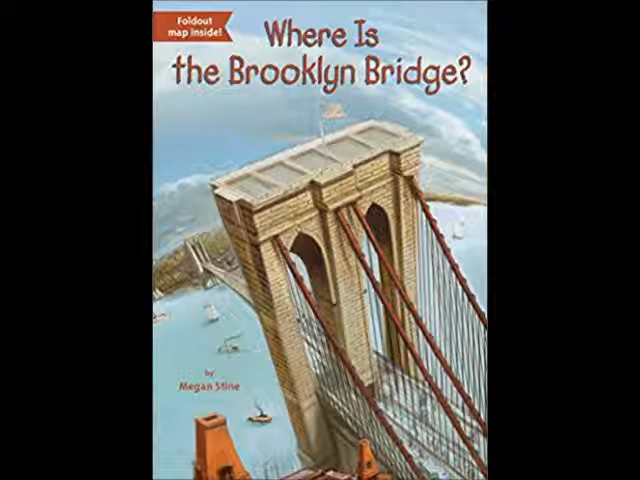 Foldout
map inside!
Where Is
the Brooklyn Bridge?
by
Megan Stine